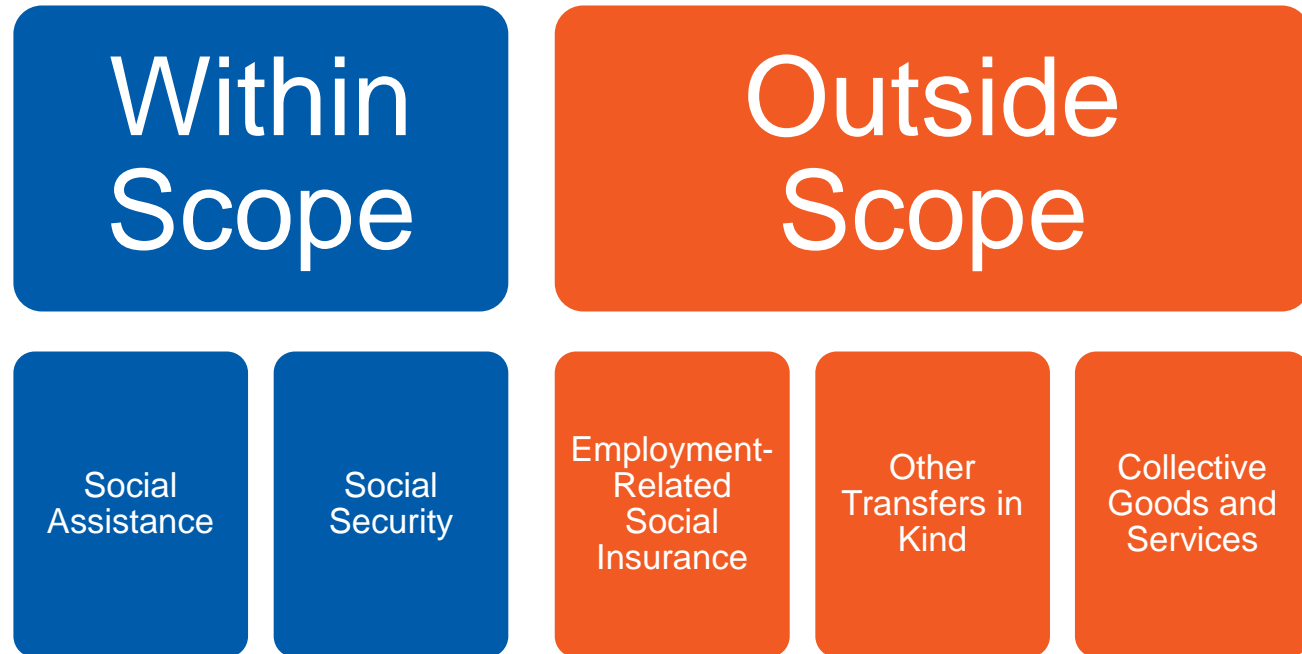 Within
Scope
Outside
Scope
Social
Assistance
Social
Security
Employment-
Related
Social
Insurance
Other
Transfers in
Kind
Collective
Goods and
Services